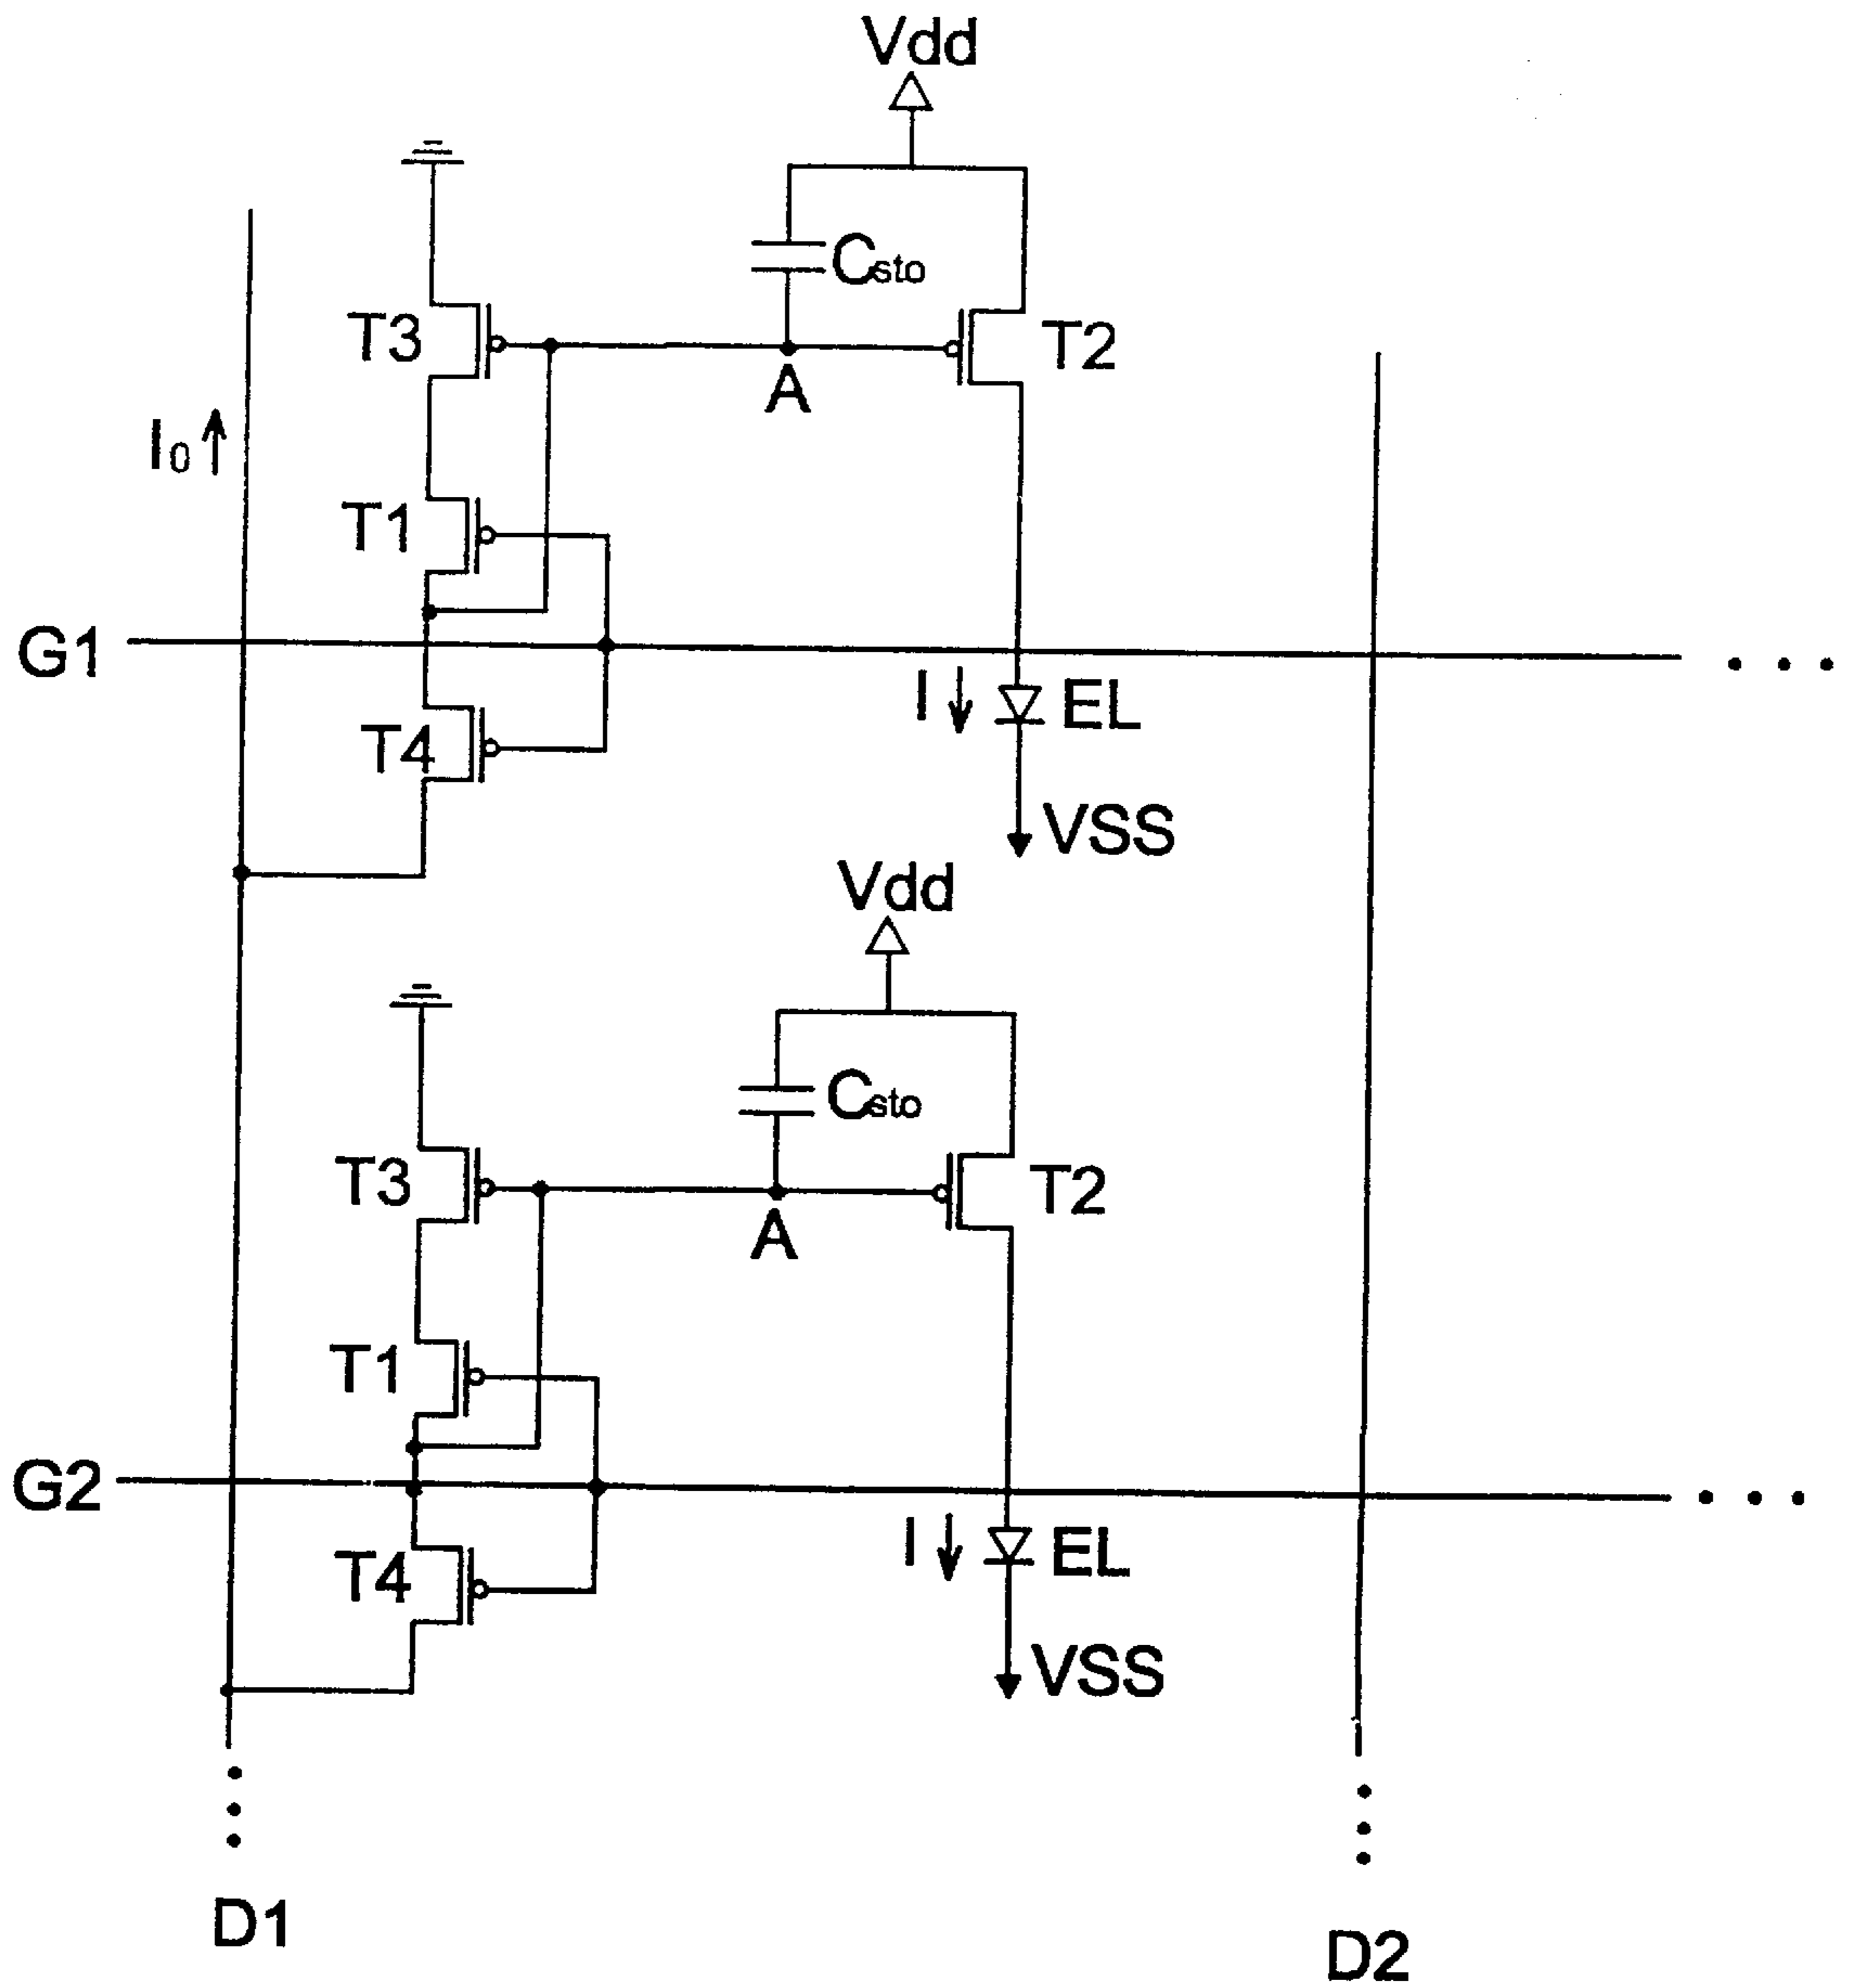 Vdd
Csto
T3
T2
A
I0
T1
G1
I
EL
T4
VSS
Vdd
Csto
T3
T2
A
T1
G2
I
EL
T4
VSS
D1
D2